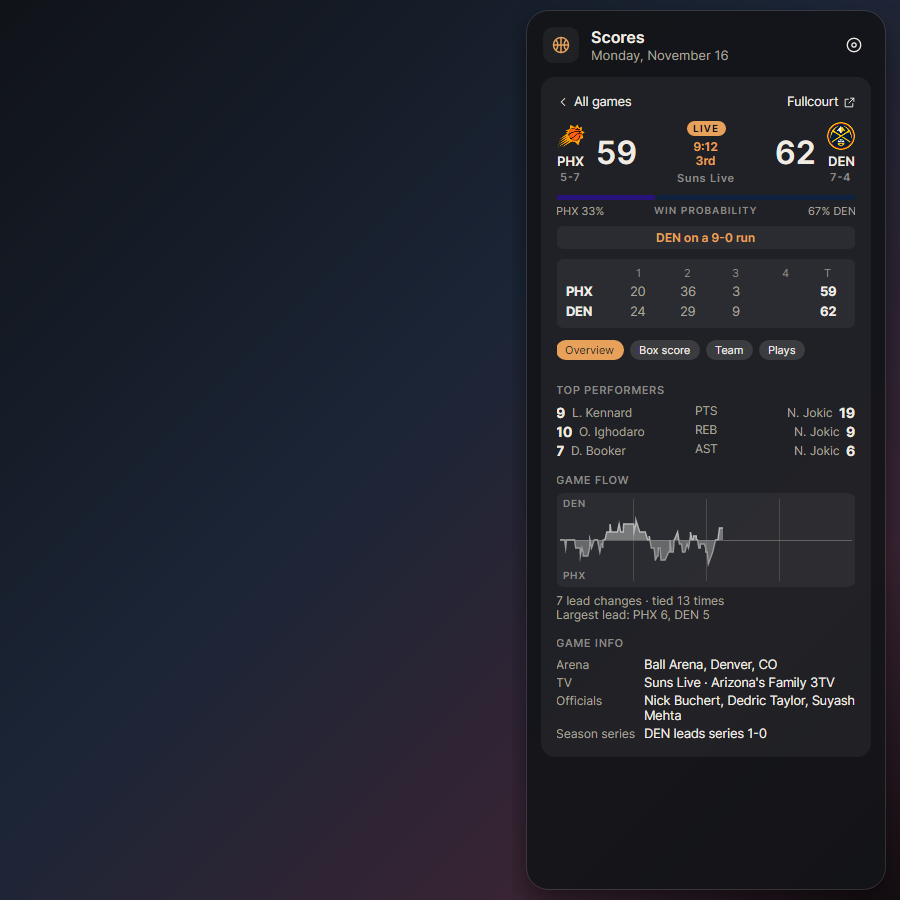 Scores
Monday, November 16
All games
Fullcourt
LIVE
PHX 59 9:12 62 DEN
5-7 3rd 7-4
Suns Live
PHX 33% WIN PROBABILITY 67% DEN
DEN on a 9-0 run
1 2 3 4 T
PHX 20 36 3 59
DEN 24 29 9 62
Overview Box score Team Plays
TOP PERFORMERS
9 L. Kennard PTS N. Jokic 19
10 O. Ighodaro REB N. Jokic 9
7 D. Booker AST N. Jokic 6
GAME FLOW
DEN
PHX
7 lead changes · tied 13 times
Largest lead: PHX 6, DEN 5
GAME INFO
Arena Ball Arena, Denver, CO
TV Suns Live · Arizona's Family 3TV
Officials Nick Buchert, Dedric Taylor, Suyash
Mehta
Season series DEN leads series 1-0